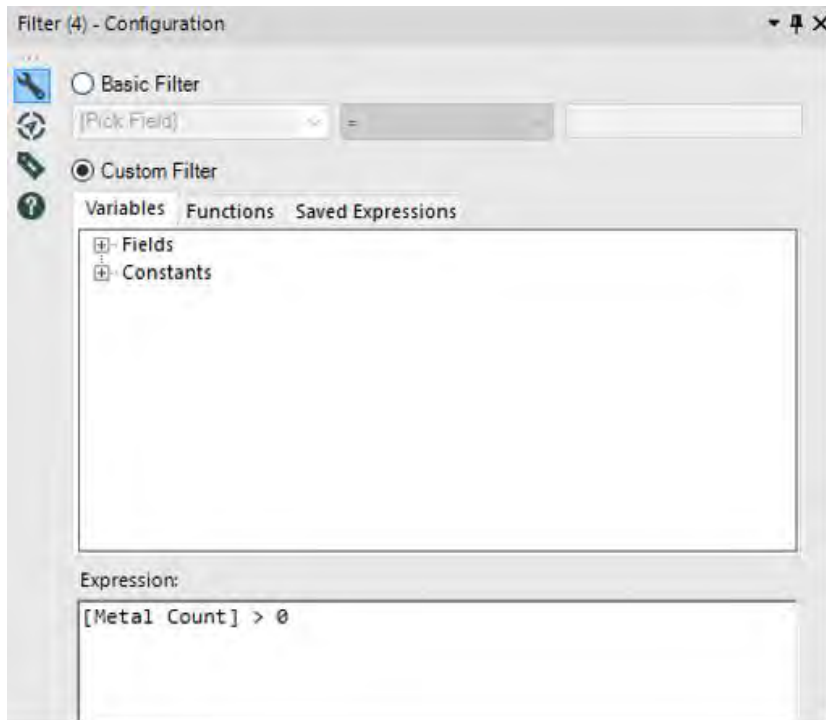 Filter (4) - Configuration
Basic Filter
[Pick Field]
=
Custom Filter
Variables Functions Saved Expressions
Fields
Constants
Expression:
[Metal Count] > 0